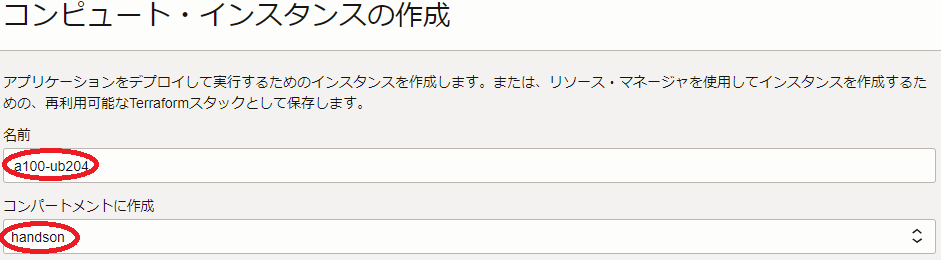 コンピュート・インスタンスの作成
アプリケーションをデプロイして実行するためのインスタンスを作成します。または、リソース・マネージャを使用してインスタンスを作成するた
めの、再利用可能なTerraformスタックとして保存します。
名前
a100-ub204
コンパートメントに作成
handson